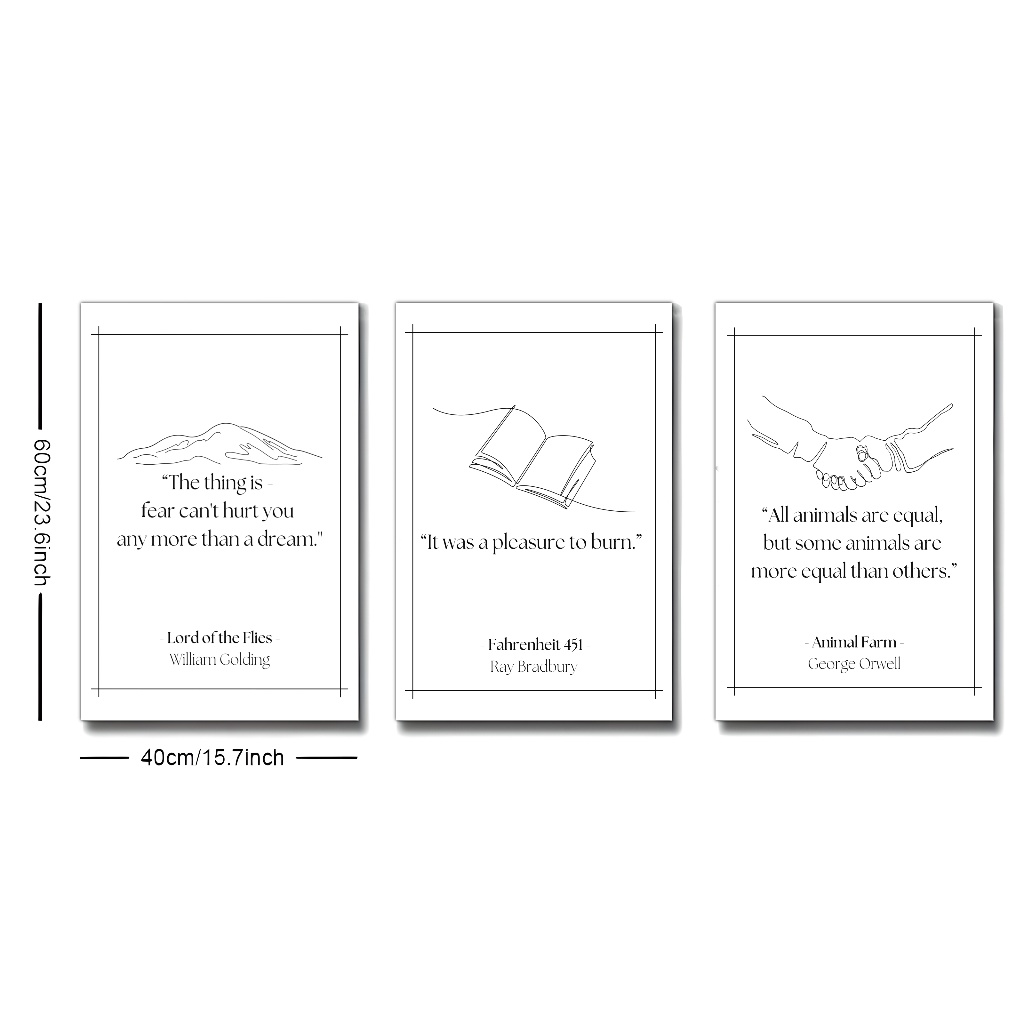 60cm/23.6inch
"The thing is -
fear can't hurt you
any more than a dream."
- Lord of the Flies -
William Golding
“It was a pleasure to burn.”
Fahrenheit 451
Ray Bradbury
“All animals are equal,
but some animals are
more equal than others.”
- Animal Farm -
George Orwell
40cm/15.7inch